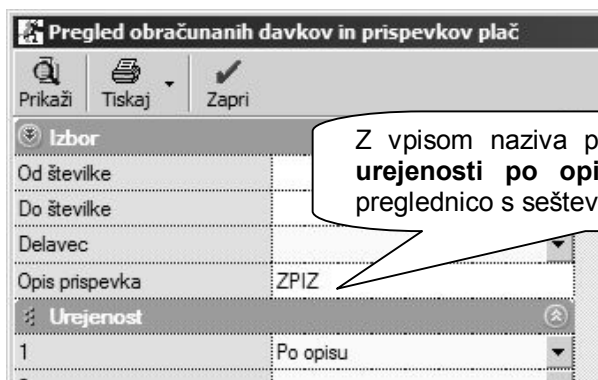 Pregled obračunanih davkov in prispevkov plač
Prikaži Tiskaj Zapri
Izbor
Z vpisom naziva p
urejenosti po opi
preglednico s seštev
Od številke
Do številke
Delavec
Opis prispevka ZPIZ
Urejenost
1 Po opisu